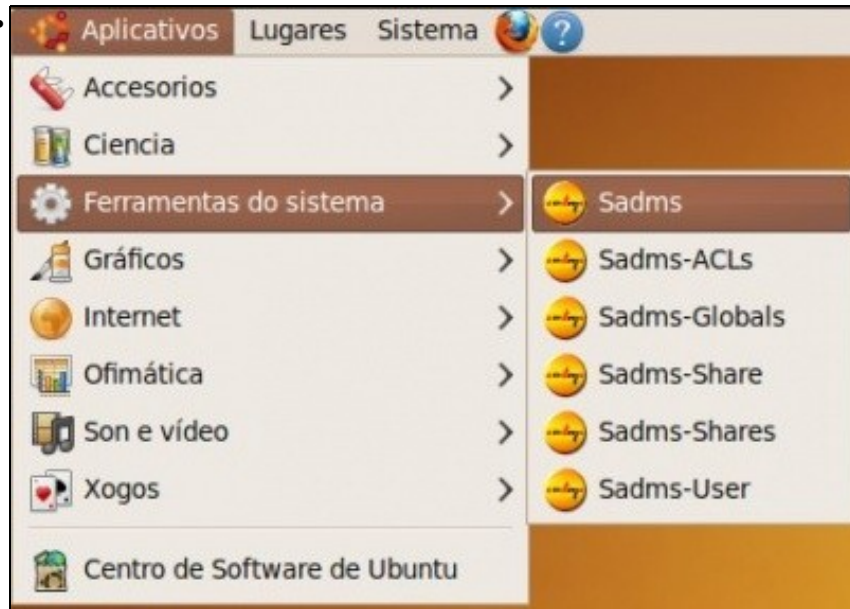 Aplicativos Lugares Sistema ?
Accesorios
Ciencia
Ferramentas do sistema
Gráficos
Internet
Ofimática
Son e vídeo
Xogos
Centro de Software de Ubuntu
Sadms
Sadms-ACLs
Sadms-Globals
Sadms-Share
Sadms-Shares
Sadms-User